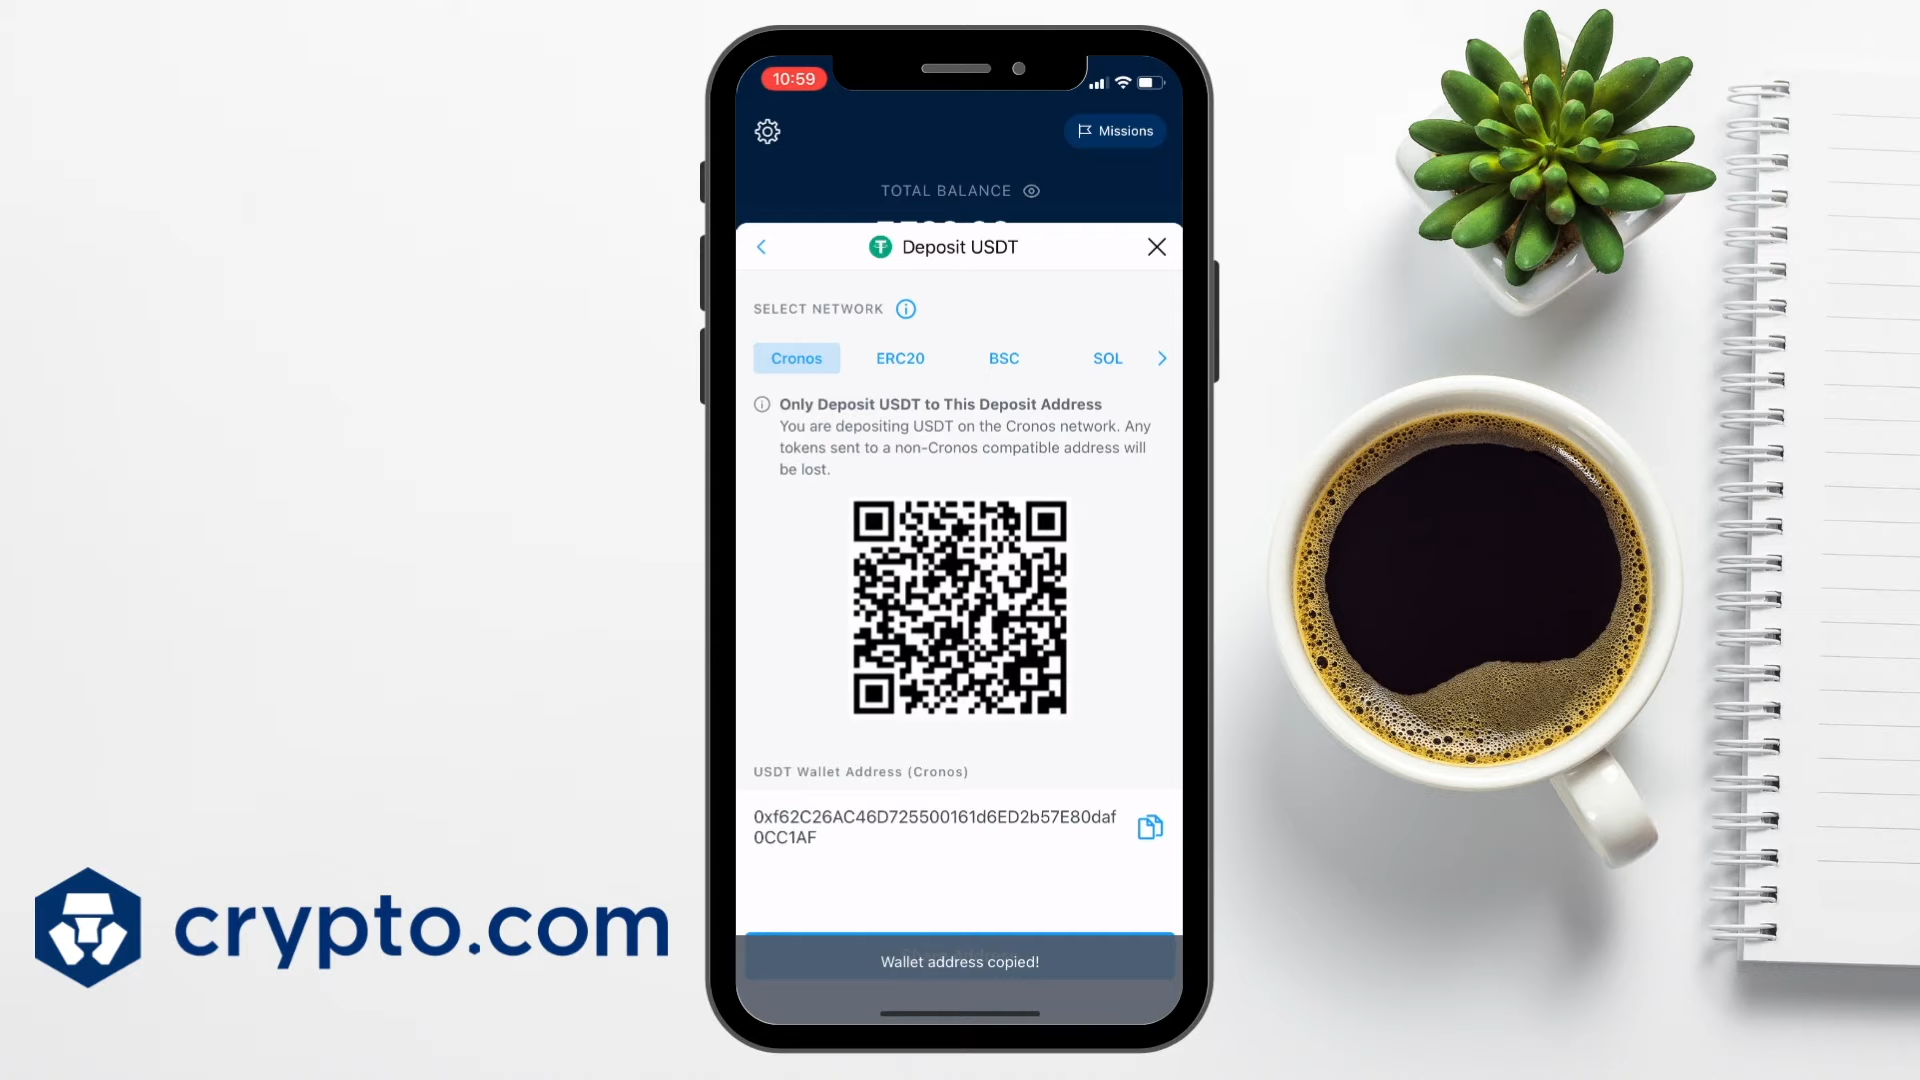 10:59
Missions
TOTAL BALANCE
Deposit USDT
SELECT NETWORK
Cronos ERC20 BSC SOL
Only Deposit USDT to This Deposit Address
You are depositing USDT on the Cronos network. Any
tokens sent to a non-Cronos compatible address will
be lost.
USDT Wallet Address (Cronos)
0xf62C26AC46D725500161d6ED2b57E80daf
0CC1AF
Wallet address copied!
crypto.com